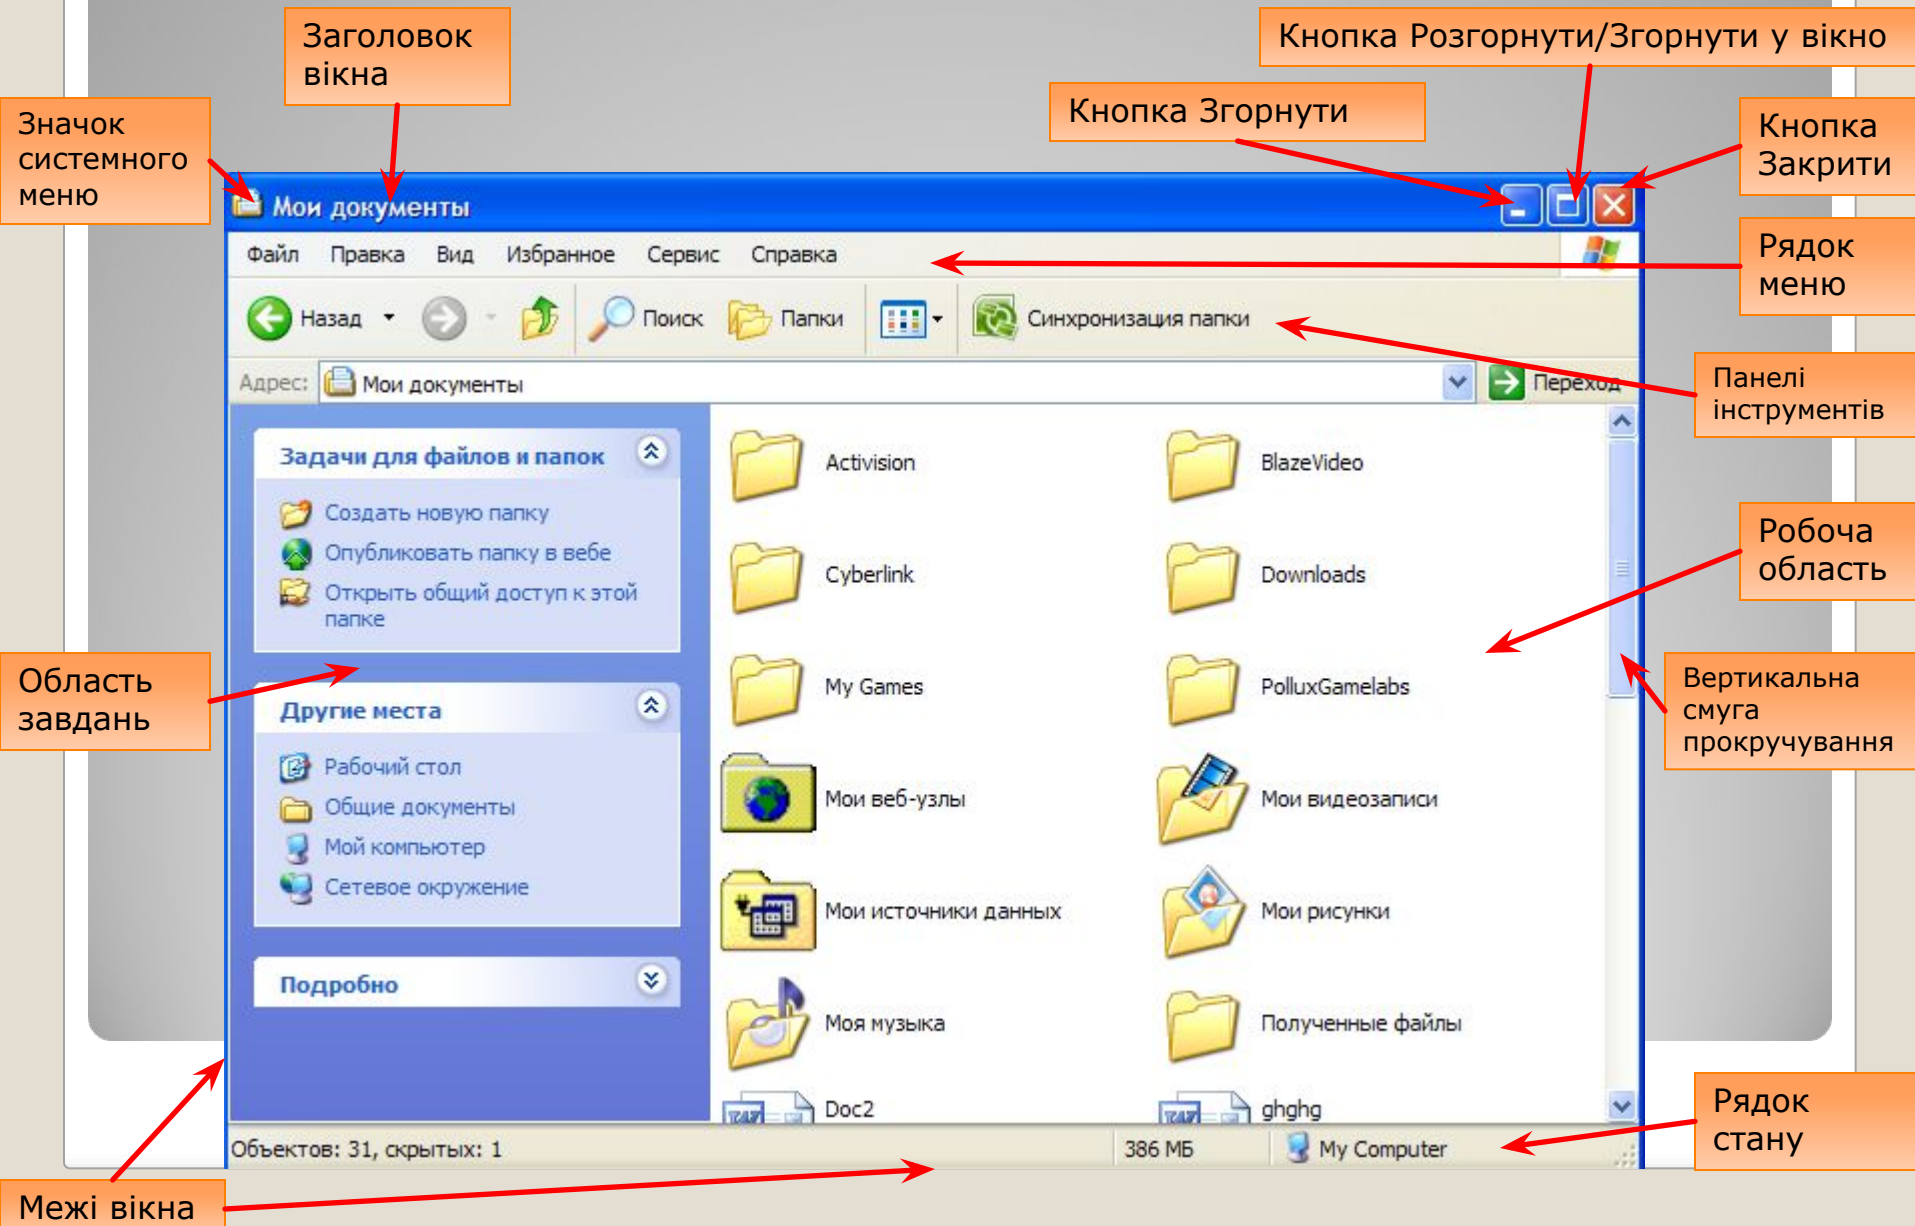 Заголовок
вікна
Кнопка Розгорнути/Згорнути у вікно
Кнопка Згорнути
Значок
системного
меню
Кнопка
Закрити
Мои документы
Файл Правка Вид Избранное Сервис Справка
Рядок
меню
Назад Поиск Папки Синхронизация папки
Адрес: Мои документы Переход
Панелі
інструментів
Задачи для файлов и папок
Создать новую папку
Опубликовать папку в вебе
Открыть общий доступ к этой
папке
Другие места
Рабочий стол
Общие документы
Мой компьютер
Сетевое окружение
Подробно
Activision BlazeVideo
Cyberlink Downloads
My Games PolluxGamelabs
Мои веб-узлы Мои видеозаписи
Мои источники данных Мои рисунки
Моя музыка Полученные файлы
Doc2 ghghg
Робоча
область
Область
завдань
Вертикальна
смуга
прокручування
Объектов: 31, скрытых: 1 386 МБ My Computer
Рядок
стану
Межі вікна